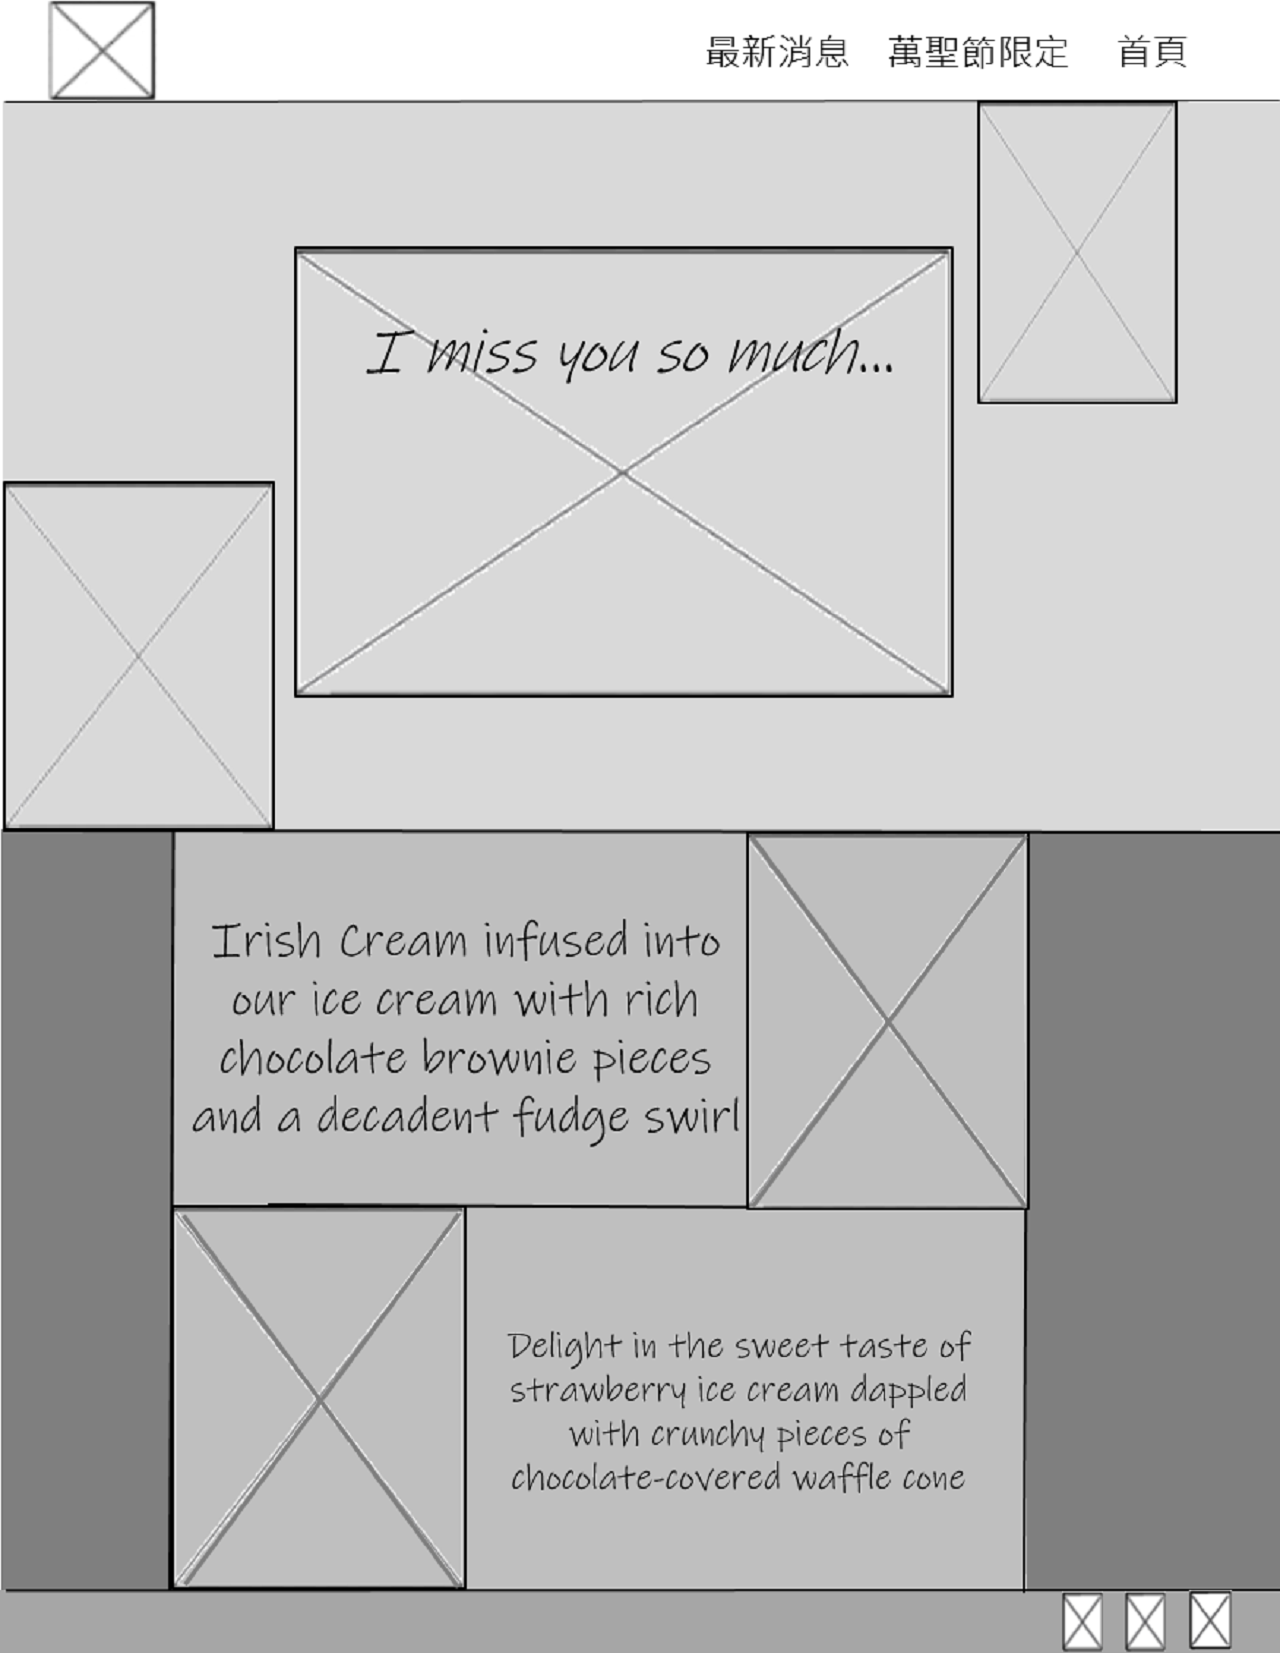 最新消息 萬聖節限定 首頁
I miss you so much...
Irish Cream infused into
our ice cream with rich
chocolate brownie pieces
and a decadent fudge swirl
Delight in the sweet taste of
strawberry ice cream dappled
with crunchy pieces of
chocolate-covered waffle cone